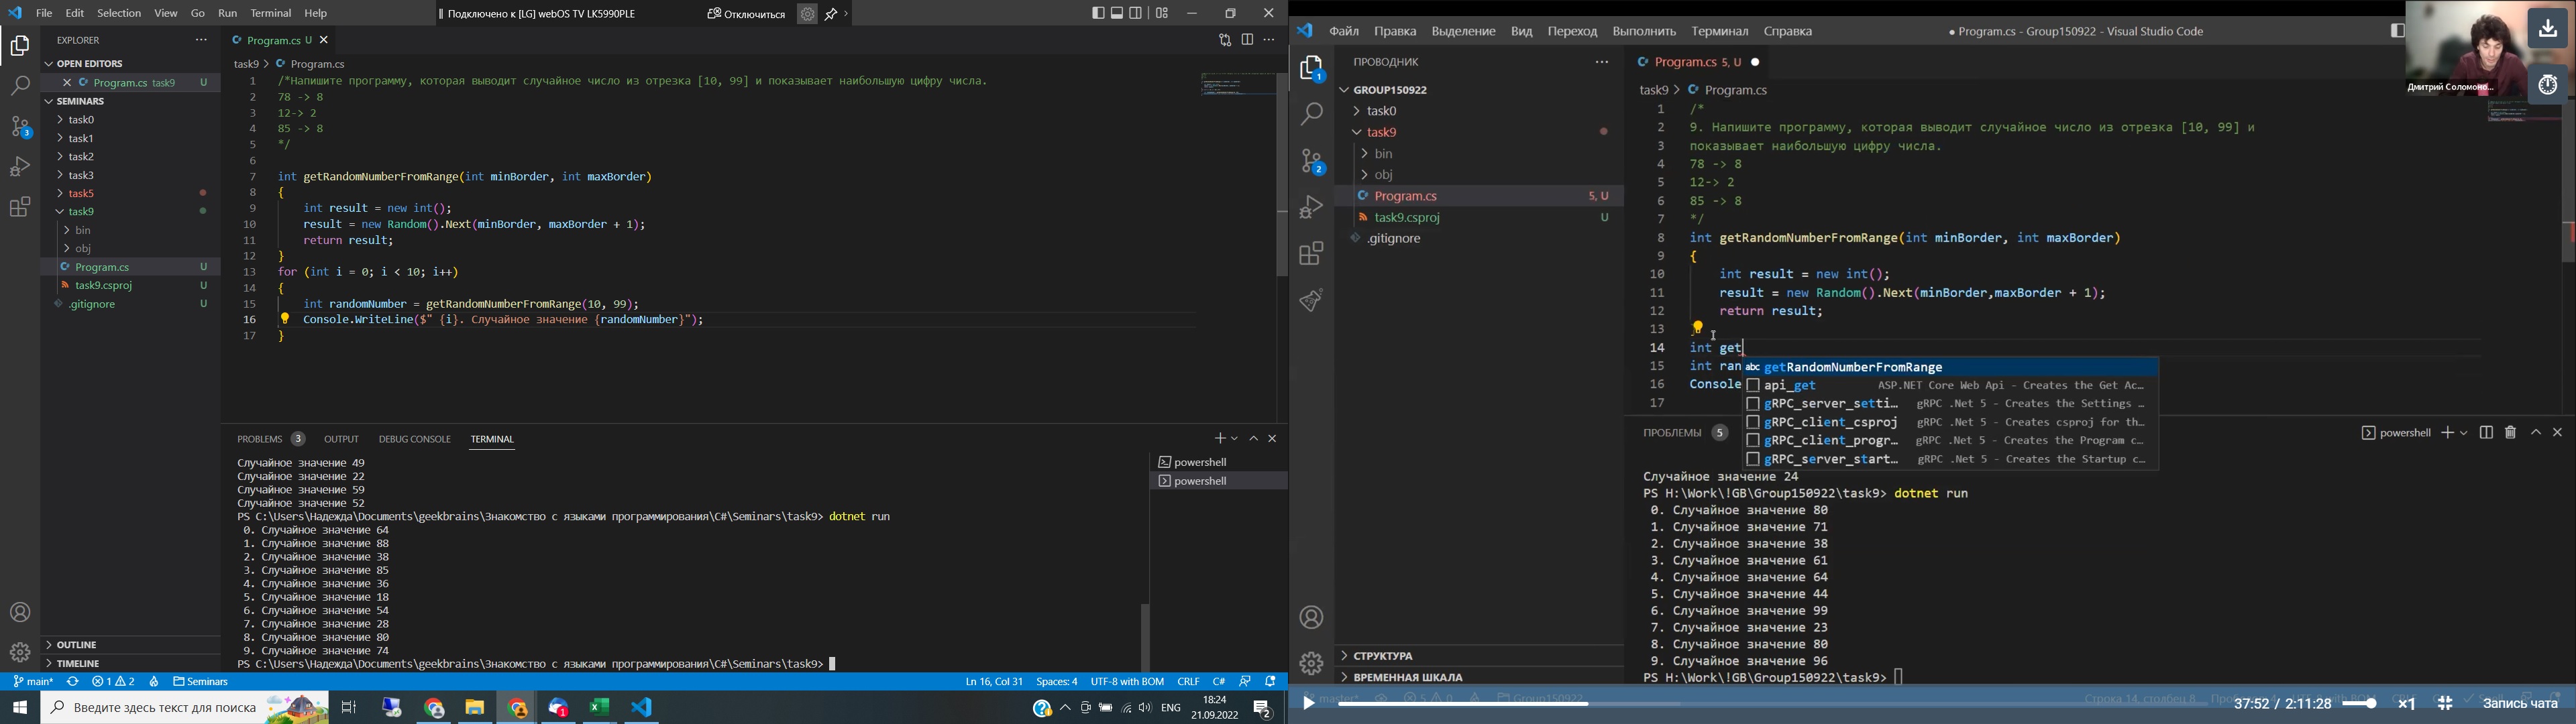 File Edit Selection View Go Run Terminal Help
Подключено к [LG] webOS TV LK5990PLE
Отключиться
EXPLORER
OPEN EDITORS
Program.cs task9 U
SEMINARS
task0
task1
task2
task3
task5
task9
bin
obj
Program.cs U
task9.csproj U
.gitignore U
OUTLINE
TIMELINE
Program.cs U
task9 > Program.cs
1 /*Напишите программу, которая выводит случайное число из отрезка [10, 99] и показывает наибольшую цифру числа.
2 78 -> 8
3 12-> 2
4 85 -> 8
5 */
6
7 int getRandomNumberFromRange(int minBorder, int maxBorder)
8 {
9 int result = new int();
10 result = new Random().Next(minBorder, maxBorder + 1);
11 return result;
12 }
13 for (int i = 0; i < 10; i++)
14 {
15 int randomNumber = getRandomNumberFromRange(10, 99);
16 Console.WriteLine($" {i}. Случайное значение {randomNumber}");
17 }
PROBLEMS 3 OUTPUT DEBUG CONSOLE TERMINAL
Случайное значение 49
Случайное значение 22
Случайное значение 59
Случайное значение 52
PS C:\Users\Надежда\Documents\geekbrains\Знакомство с языками программирования\C#\Seminars\task9> dotnet run
0. Случайное значение 64
1. Случайное значение 88
2. Случайное значение 38
3. Случайное значение 85
4. Случайное значение 36
5. Случайное значение 18
6. Случайное значение 54
7. Случайное значение 28
8. Случайное значение 80
9. Случайное значение 74
PS C:\Users\Надежда\Documents\geekbrains\Знакомство с языками программирования\C#\Seminars\task9>
powershell
powershell
main* 1 2 Seminars
Ln 16, Col 31 Spaces: 4 UTF-8 with BOM CRLF C#
Введите здесь текст для поиска
ENG
18:24
21.09.2022
2
Файл Правка Выделение Вид Переход Выполнить Терминал Справка
● Program.cs - Group150922 - Visual Studio Code
Дмитрий Соломоно...
ПРОВОДНИК
GROUP150922
task0
task9
bin
obj
Program.cs 5, U
task9.csproj U
.gitignore
СТРУКТУРА
ВРЕМЕННАЯ ШКАЛА
Program.cs 5, U
task9 > Program.cs
1 /*
2 9. Напишите программу, которая выводит случайное число из отрезка [10, 99] и
3 показывает наибольшую цифру числа.
4 78 -> 8
5 12-> 2
6 85 -> 8
7 */
8 int getRandomNumberFromRange(int minBorder, int maxBorder)
9 {
10 int result = new int();
11 result = new Random().Next(minBorder,maxBorder + 1);
12 return result;
13
14 int get
15 int ran
16 Console
17
abc getRandomNumberFromRange
api_get ASP.NET Core Web Api - Creates the Get Ac...
gRPC_server_setti... gRPC .Net 5 - Creates the Settings ...
gRPC_client_csproj gRPC .Net 5 - Creates csproj for th...
gRPC_client_progr... gRPC .Net 5 - Creates the Program c...
gRPC_server_start... gRPC .Net 5 - Creates the Startup c...
ПРОБЛЕМЫ 5
powershell
Случайное значение 24
PS H:\Work\!GB\Group150922\task9> dotnet run
0. Случайное значение 80
1. Случайное значение 71
2. Случайное значение 38
3. Случайное значение 61
4. Случайное значение 64
5. Случайное значение 44
6. Случайное значение 99
7. Случайное значение 23
8. Случайное значение 80
9. Случайное значение 96
PS H:\Work\!GB\Group150922\task9>
master* 5 0 Group150922
Строка 14, столбец 8
UTF-8 with BOM
37:52 / 2:11:28 ×1 Запись чата